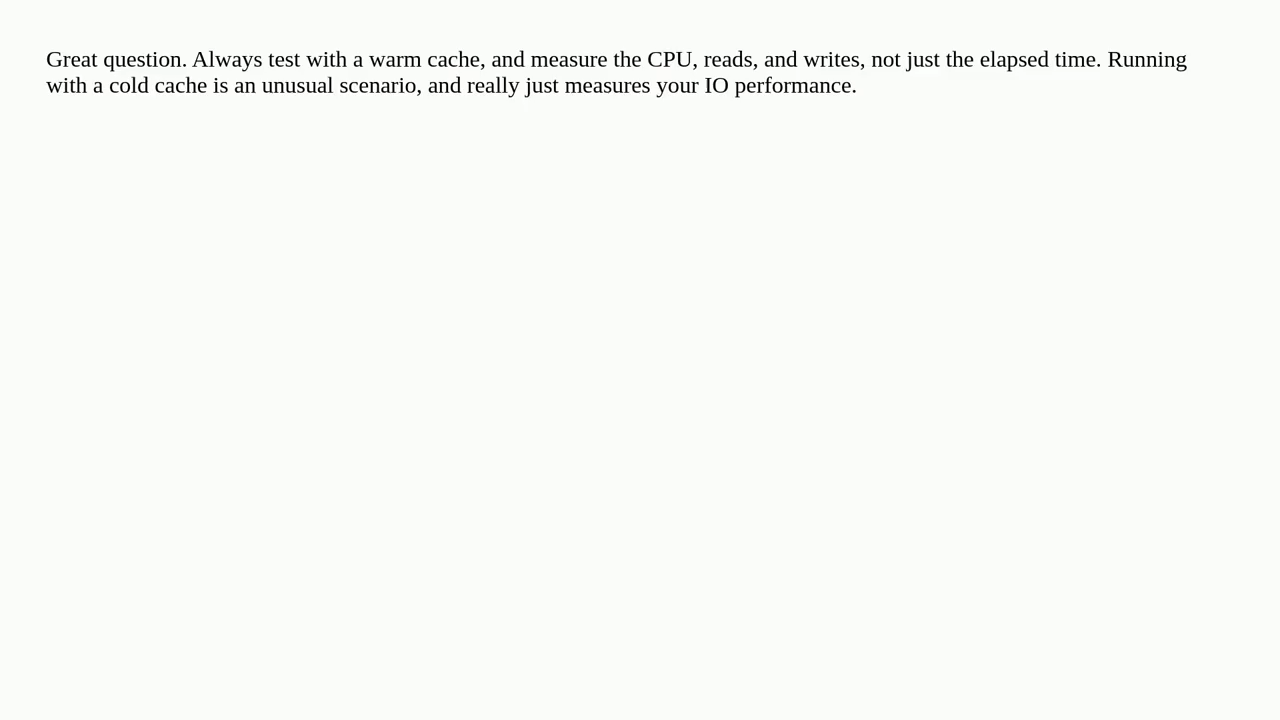 Great question. Always test with a warm cache, and measure the CPU, reads, and writes, not just the elapsed time. Running
with a cold cache is an unusual scenario, and really just measures your IO performance.